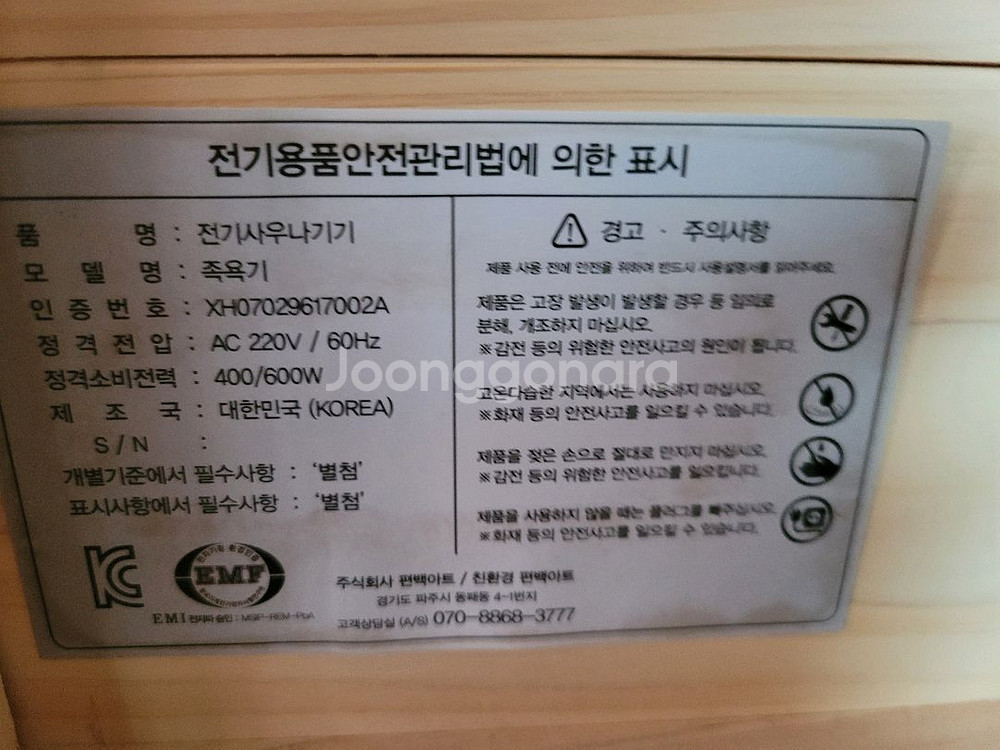 전기용품안전관리법에 의한 표시
품 명 : 전기사우나기기
모 델 명 : 족욕기
인 증 번 호 : XH07029617002A
정 격 전 압 : AC 220V / 60Hz
정격소비전력 : 400/600W
제 조 국 : 대한민국 (KOREA)
S / N :
개별기준에서 필수사항 : '별첨'
표시사항에서 필수사항 : '별첨'
경고 · 주의사항
제품 사용 전에 안전을 위하여 반드시 사용설명서를 읽어주세요.
제품은 고장 발생이 발생할 경우 등 임의로
분해, 개조하지 마십시오.
※감전 등의 위험한 안전사고의 원인이 됩니다.
고온다습한 지역에서는 사용하지 마십시오.
※화재 등의 안전사고를 일으킬 수 있습니다.
제품을 젖은 손으로 절대로 만지지 마십시오.
※감전 등의 위험한 안전사고를 일으킵니다.
제품을 사용하지 않을 때는 플러그를 빼주십시오.
※화재 등의 안전사고를 일으킬 수 있습니다.
KC
EMF
EMI 전자파 승인 :
주식회사 편백아트 / 친환경 편백아트
경기도 파주시 동패동 4-1번지
고객상담실 (A/S) 070-8868-3777
Joonggonara